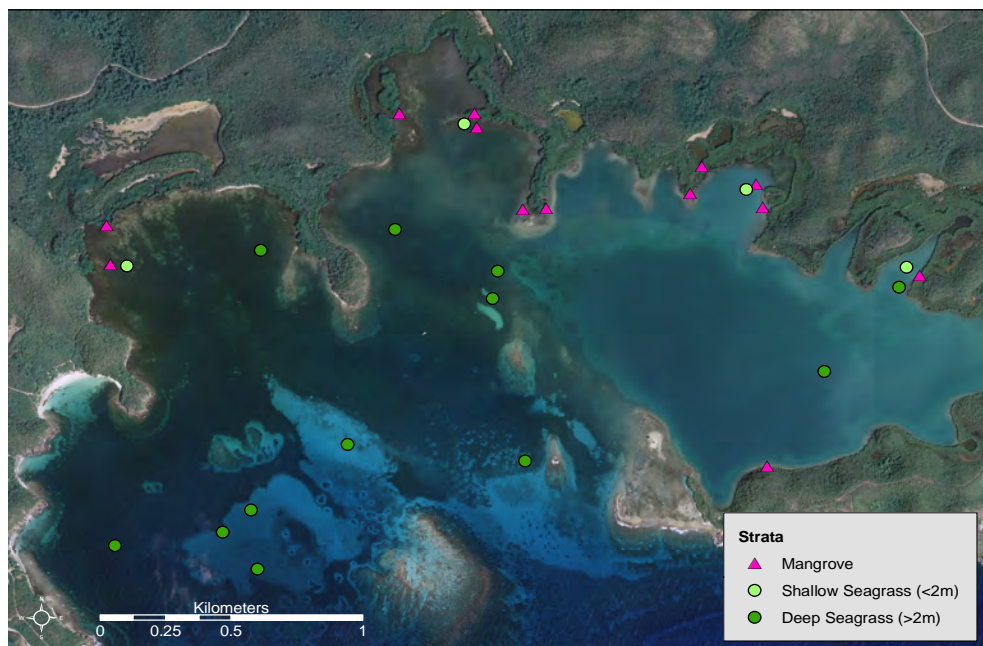 Strata
Mangrove
Shallow Seagrass (<2m)
Deep Seagrass (>2m)
Kilometers
0 0.25 0.5 1
N
W E
S